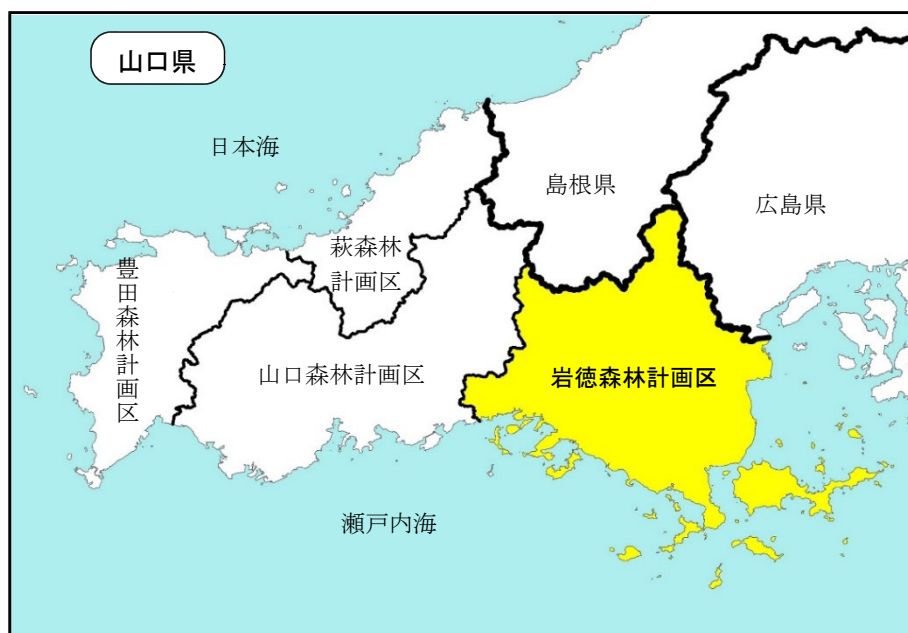 山口県
日本海
島根県
広島県
萩森林
計画区
豊田森林計画区
山口森林計画区
岩徳森林計画区
瀬戸内海